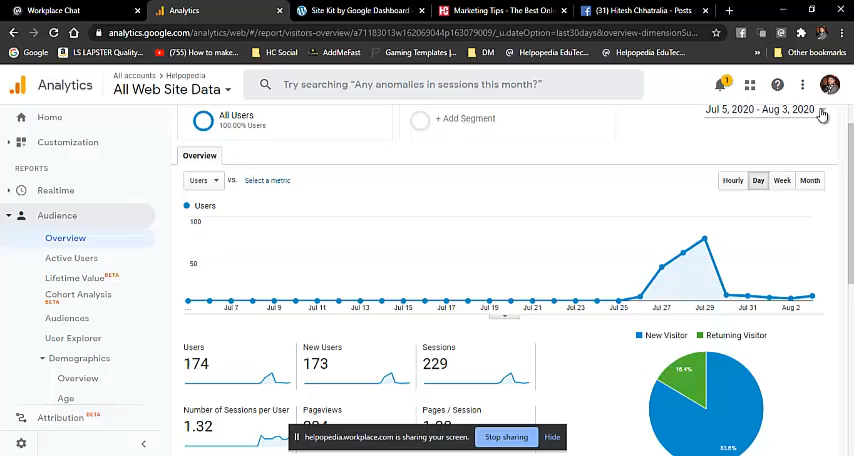 Workplace Chat
Analytics
Site Kit by Google Dashboard -
Marketing Tips - The Best Onlin
(31) Hitesh Chhatralia - Posts
analytics.google.com/analytics/web/#/report/visitors-overview/a71183013w162069044p163079009/_u.dateOption=last30days&overview-dimensionSu...
Google
LS LAPSTER Quality...
(755) How to make...
HC Social
AddMeFast
Gaming Templates |...
DM
HC
Helpopedia EduTec...
Helpopedia EduTec...
»
Other bookmarks
Analytics
All accounts > Helpopedia
All Web Site Data
Try searching "Any anomalies in sessions this month?"
1
Home
Customization
REPORTS
Realtime
Audience
Overview
Active Users
Lifetime Value BETA
Cohort Analysis
BETA
Audiences
User Explorer
Demographics
Overview
Age
Attribution BETA
All Users
100.00% Users
+ Add Segment
Jul 5, 2020 - Aug 3, 2020
Overview
Users
vs.
Select a metric
Hourly
Day
Week
Month
Users
100
50
...
Jul 7
Jul 9
Jul 11
Jul 13
Jul 15
Jul 17
Jul 19
Jul 21
Jul 23
Jul 25
Jul 27
Jul 29
Jul 31
Aug 2
New Visitor
Returning Visitor
Users
174
New Users
173
Sessions
229
16.4%
83.6%
Number of Sessions per User
1.32
Pageviews
Pages / Session
helpopedia.workplace.com is sharing your screen.
Stop sharing
Hide